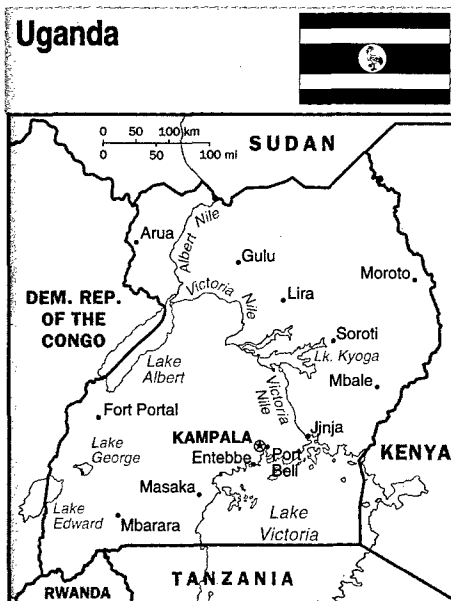 Uganda
0 50 100 km
0 50 100 mi
SUDAN
Albert Nile
Arua
Gulu
Moroto
Victoria Nile
DEM. REP.
OF THE
CONGO
Lira
Soroti
Lk. Kyoga
Lake
Albert
Mbale
Victoria
Nile
Fort Portal
Jinja
KAMPALA
KENYA
Lake
George
Entebbe
Port
Bell
Masaka
Lake
Edward
Mbarara
Lake
Victoria
TANZANIA
RWANDA